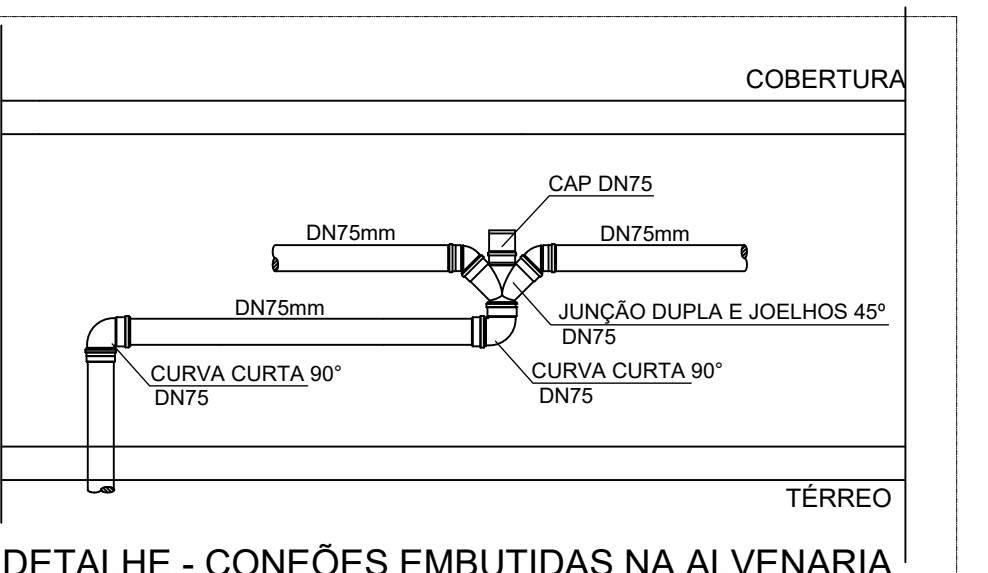 COBERTURA
CAP DN75
DN75mm
DN75mm
DN75mm
JUNÇÃO DUPLA E JOELHOS 45º
DN75
CURVA CURTA 90°
DN75
CURVA CURTA 90°
DN75
TÉRREO
DETALHE - CONEÕES EMBUTIDAS NA ALVENARIA